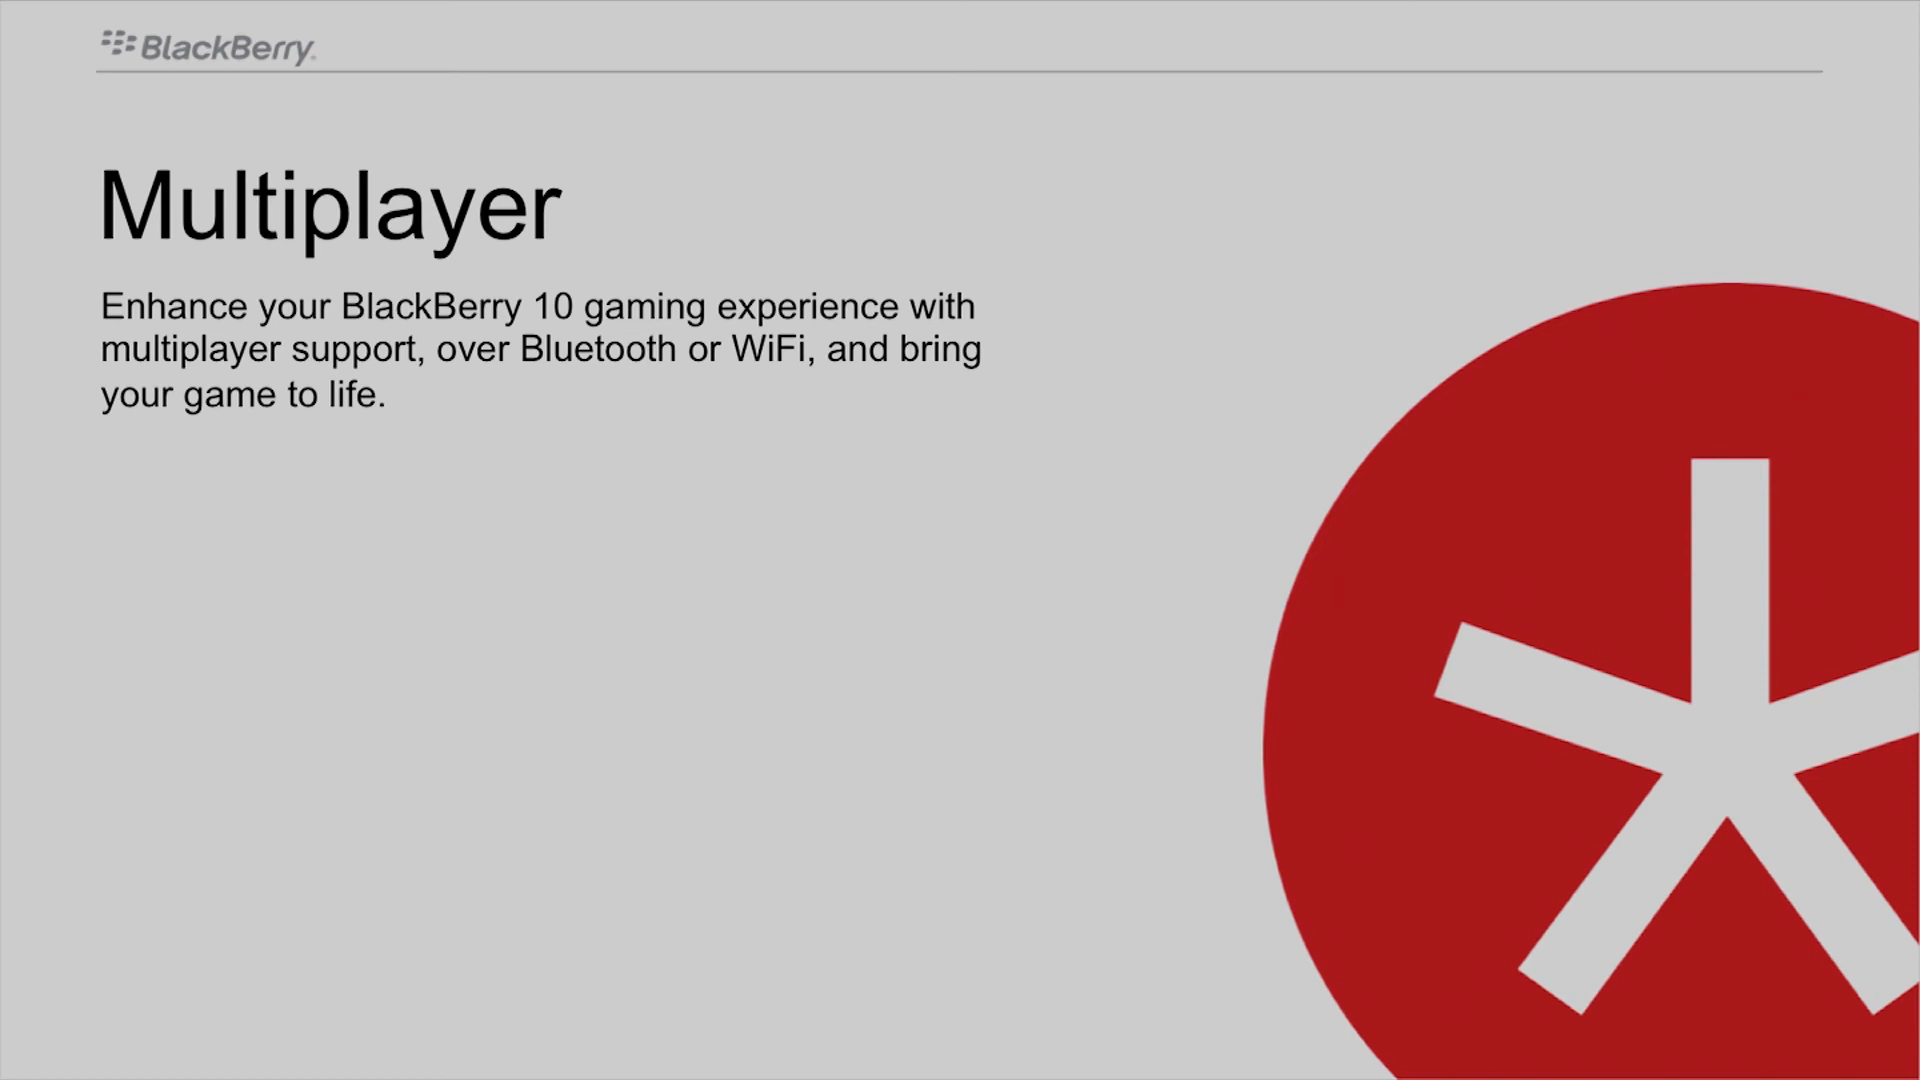 BlackBerry
Multiplayer
Enhance your BlackBerry 10 gaming experience with
multiplayer support, over Bluetooth or WiFi, and bring
your game to life.